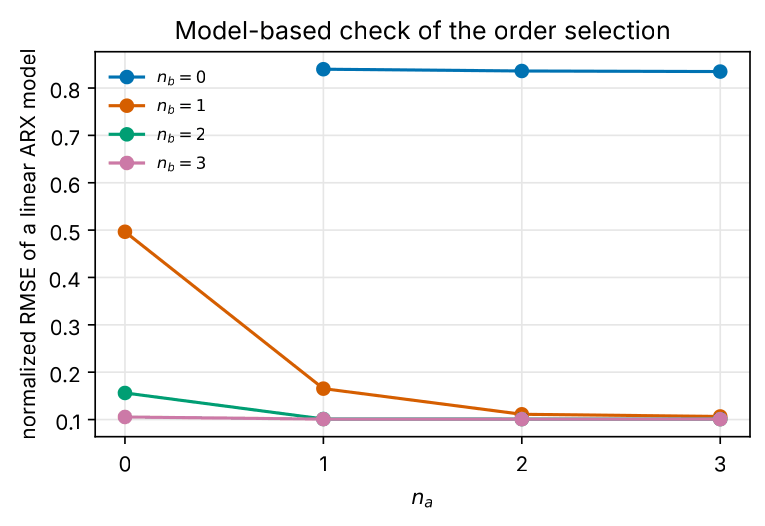 Model-based check of the order selection
normalized RMSE of a linear ARX model
0.8
0.7
0.6
0.5
0.4
0.3
0.2
0.1
n_b = 0
n_b = 1
n_b = 2
n_b = 3
0 1 2 3
n_a